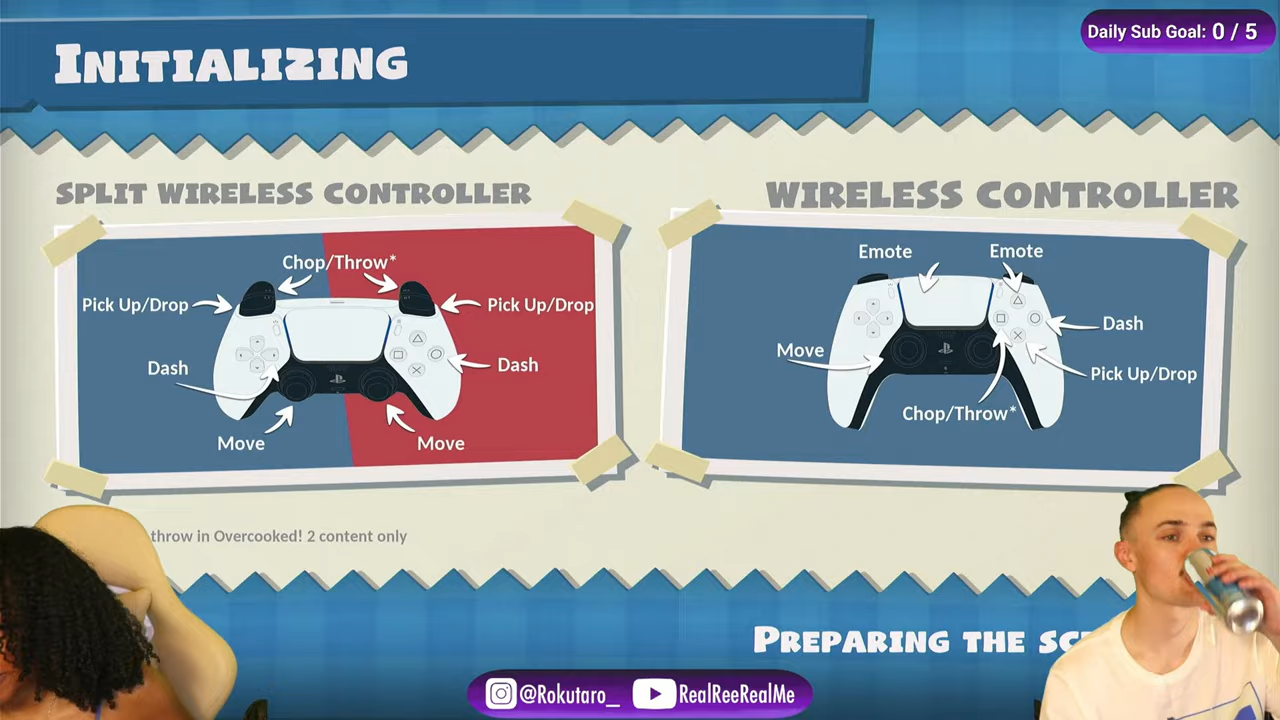 INITIALIZING
Daily Sub Goal: 0 / 5
SPLIT WIRELESS CONTROLLER
WIRELESS CONTROLLER
Chop/Throw*
Pick Up/Drop
Pick Up/Drop
Dash
Dash
Move
Move
Emote
Emote
Dash
Move
Pick Up/Drop
Chop/Throw*
throw in Overcooked! 2 content only
PREPARING THE
@Rokutaro_
RealReeRealMe